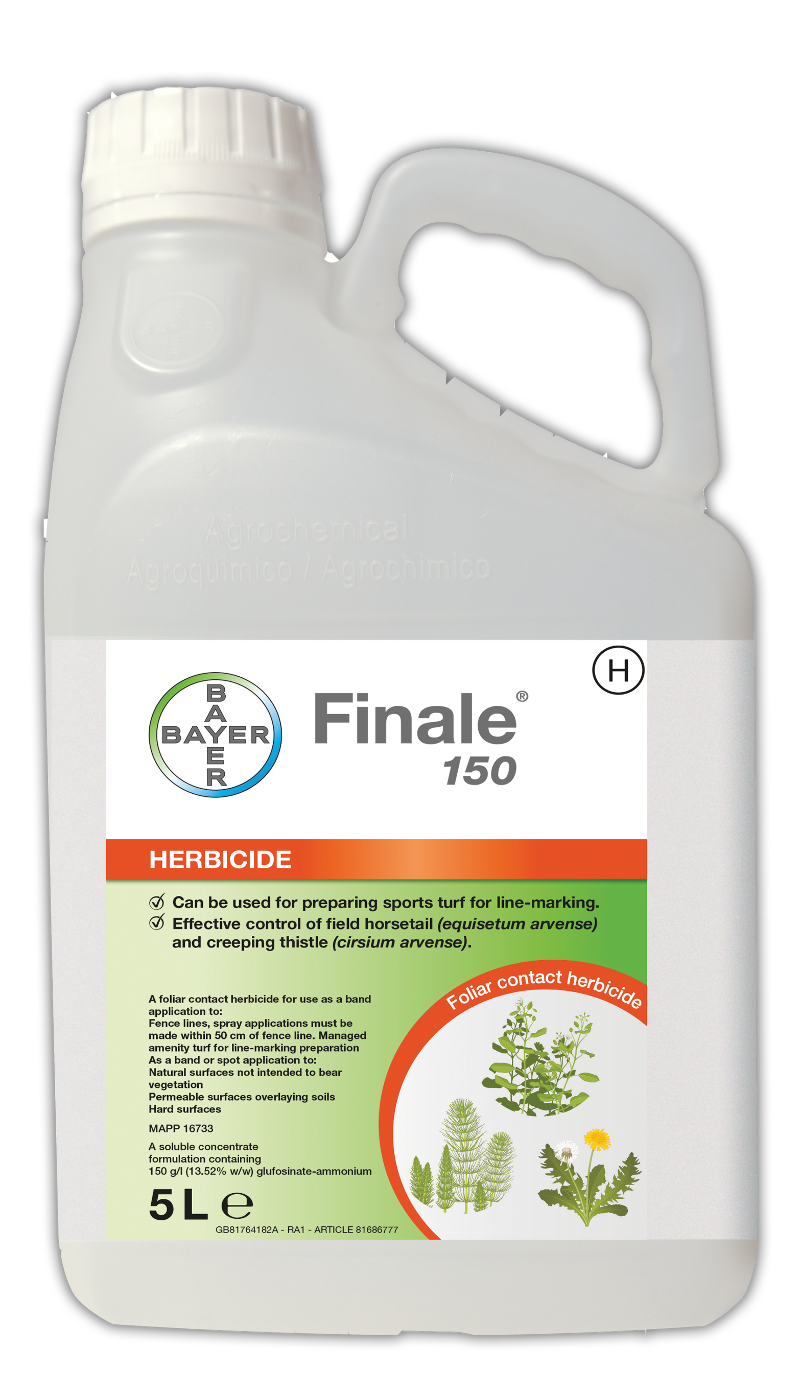 Agrochemical
Agroquimico / Agrochimico
H
BAYER
BAYER
Finale®
150
HERBICIDE
Can be used for preparing sports turf for line-marking.
Effective control of field horsetail (equisetum arvense)
and creeping thistle (cirsium arvense).
Foliar contact herbicide
A foliar contact herbicide for use as a band
application to:
Fence lines, spray applications must be
made within 50 cm of fence line. Managed
amenity turf for line-marking preparation
As a band or spot application to:
Natural surfaces not intended to bear
vegetation
Permeable surfaces overlaying soils
Hard surfaces
MAPP 16733
A soluble concentrate
formulation containing
150 g/l (13.52% w/w) glufosinate-ammonium
5 L ℮
GB81764182A - RA1 - ARTICLE 81686777